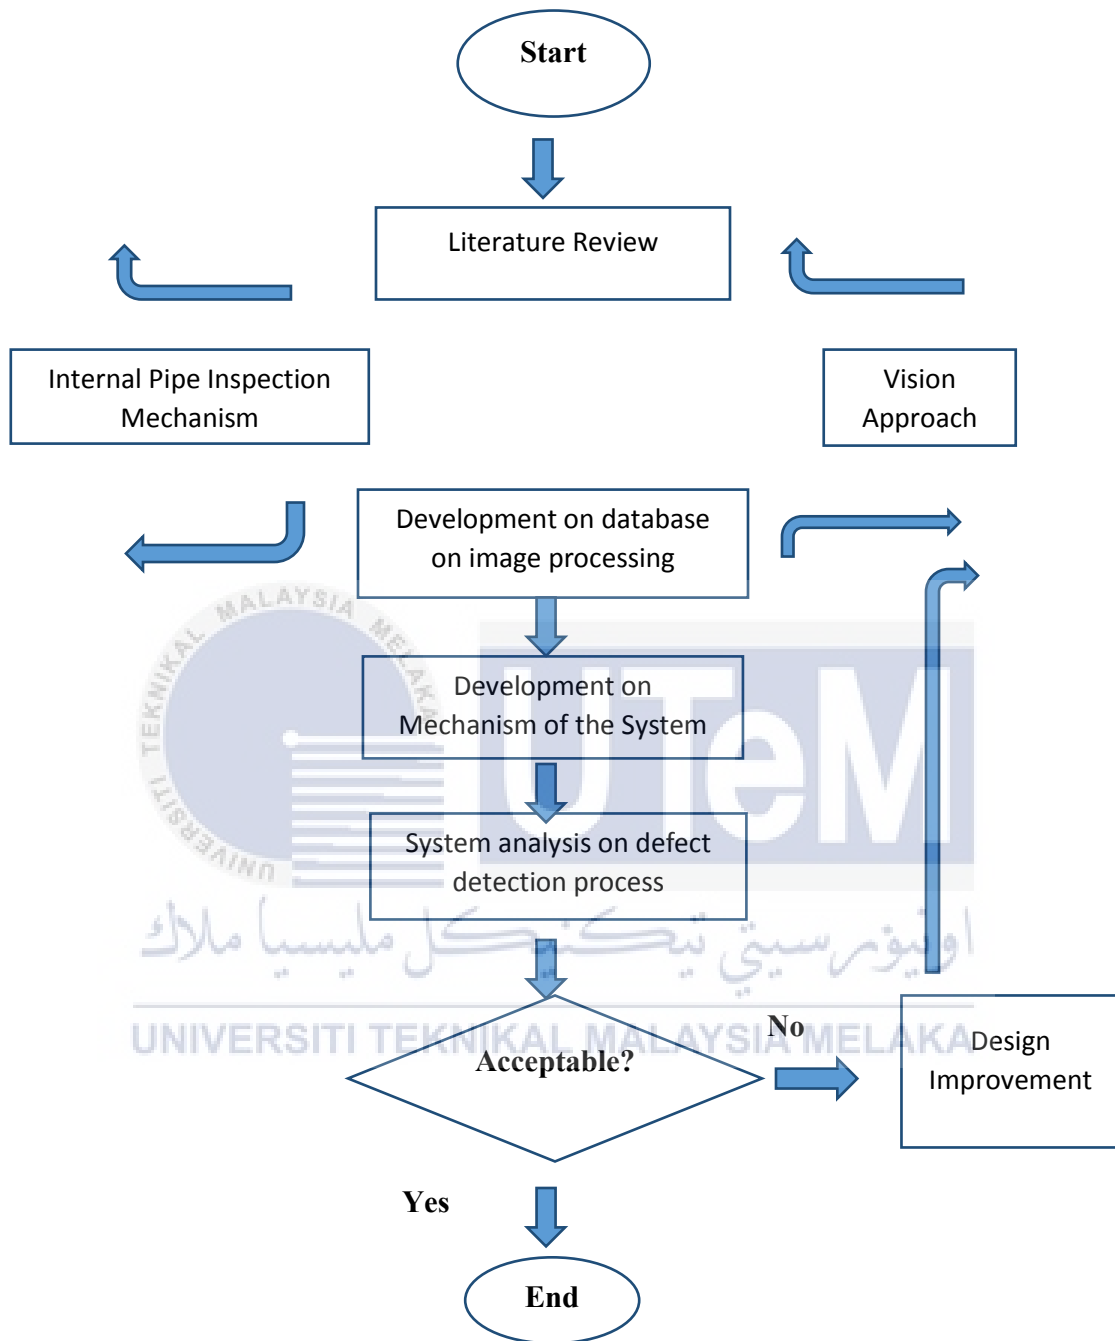 Start
Literature Review
Internal Pipe Inspection
Mechanism
Vision
Approach
Development on database
on image processing
Development on
Mechanism of the System
System analysis on defect
detection process
UNIVERSITI TEKNIKAL MALAYSIA MELAKA
UTeM
اونيۏرسيتي تيكنيكل مليسيا ملاك
UNIVERSITI TEKNIKAL MALAYSIA MELAKA
Acceptable?
No
Design
Improvement
Yes
End